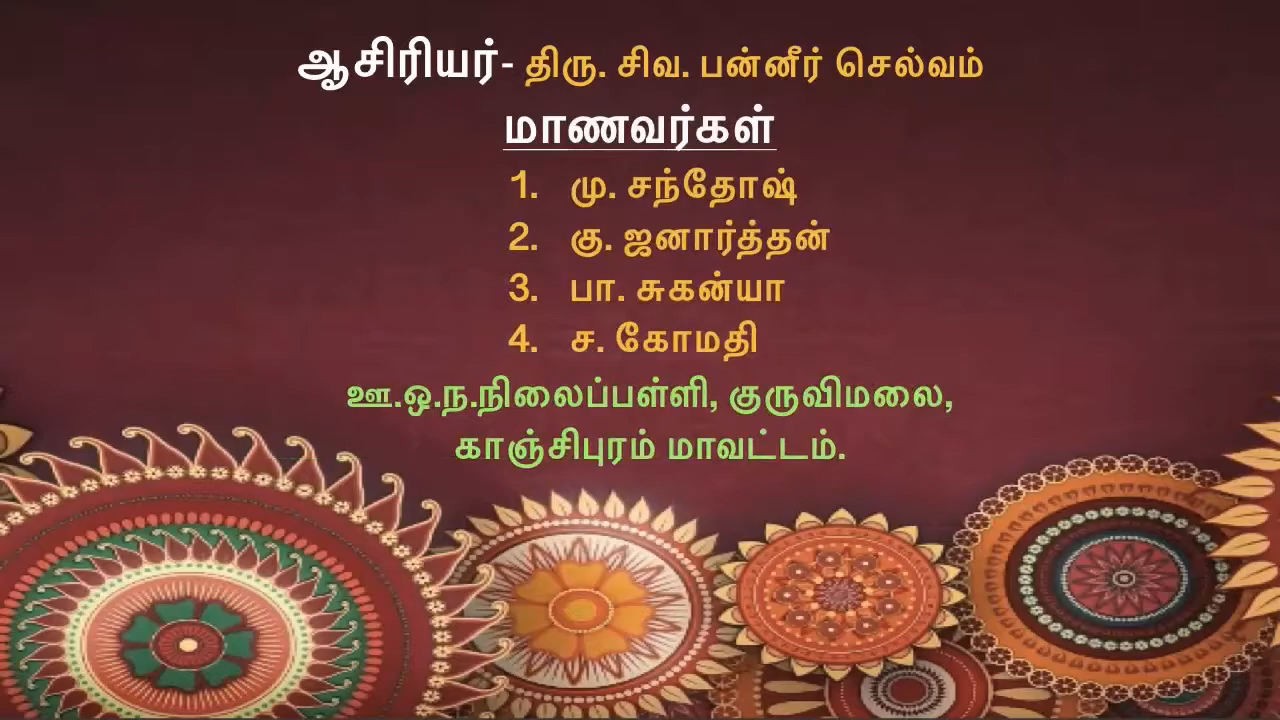 ஆசிரியர்- திரு. சிவ. பன்னீர் செல்வம்
மாணவர்கள்
1. மு. சந்தோஷ்
2. கு. ஜனார்த்தன்
3. பா. சுகன்யா
4. ச. கோமதி
ஊ.ஒ.ந.நிலைப்பள்ளி, குருவிமலை,
காஞ்சிபுரம் மாவட்டம்.